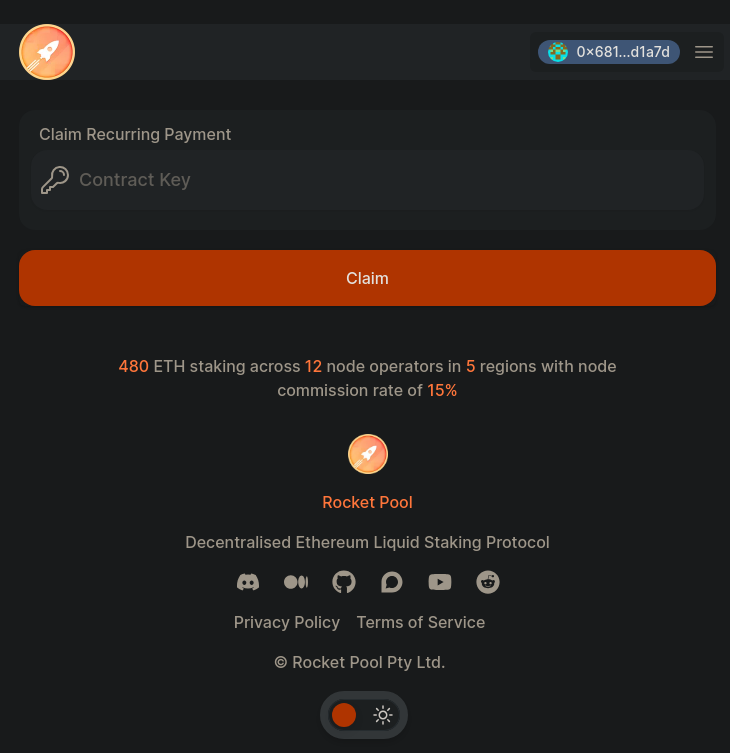 0×681...d1a7d
Claim Recurring Payment
Contract Key
Claim
480 ETH staking across 12 node operators in 5 regions with node
commission rate of 15%
Rocket Pool
Decentralised Ethereum Liquid Staking Protocol
Privacy Policy Terms of Service
© Rocket Pool Pty Ltd.